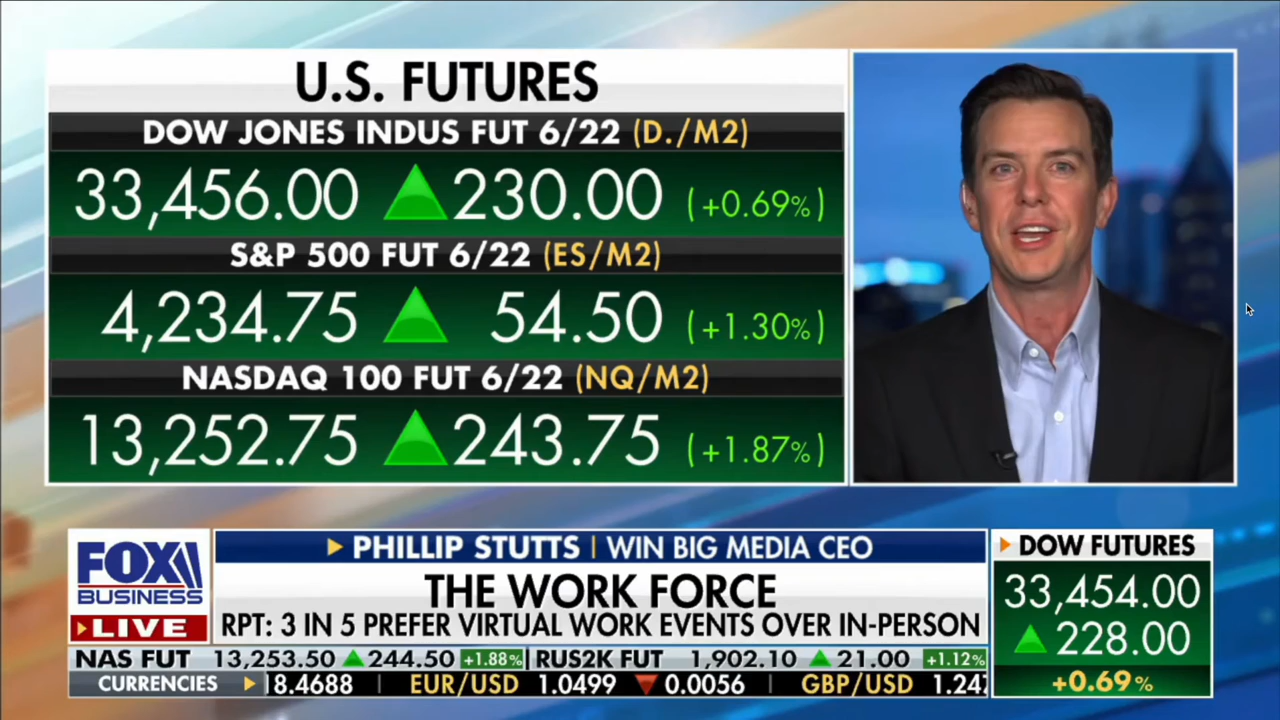 U.S. FUTURES
DOW JONES INDUS FUT 6/22 (D./M2)
33,456.00 ▲ 230.00 (+0.69%)
S&P 500 FUT 6/22 (ES/M2)
4,234.75 ▲ 54.50 (+1.30%)
NASDAQ 100 FUT 6/22 (NQ/M2)
13,252.75 ▲ 243.75 (+1.87%)
FOX BUSINESS
LIVE
PHILLIP STUTTS | WIN BIG MEDIA CEO
THE WORK FORCE
RPT: 3 IN 5 PREFER VIRTUAL WORK EVENTS OVER IN-PERSON
DOW FUTURES
33,454.00
▲ 228.00
+0.69%
NAS FUT 13,253.50 ▲ 244.50 +1.88% RUS2K FUT 1,902.10 ▲ 21.00 +1.12%
CURRENCIES 18.4688 | EUR/USD 1.0499 ▼ 0.0056 | GBP/USD